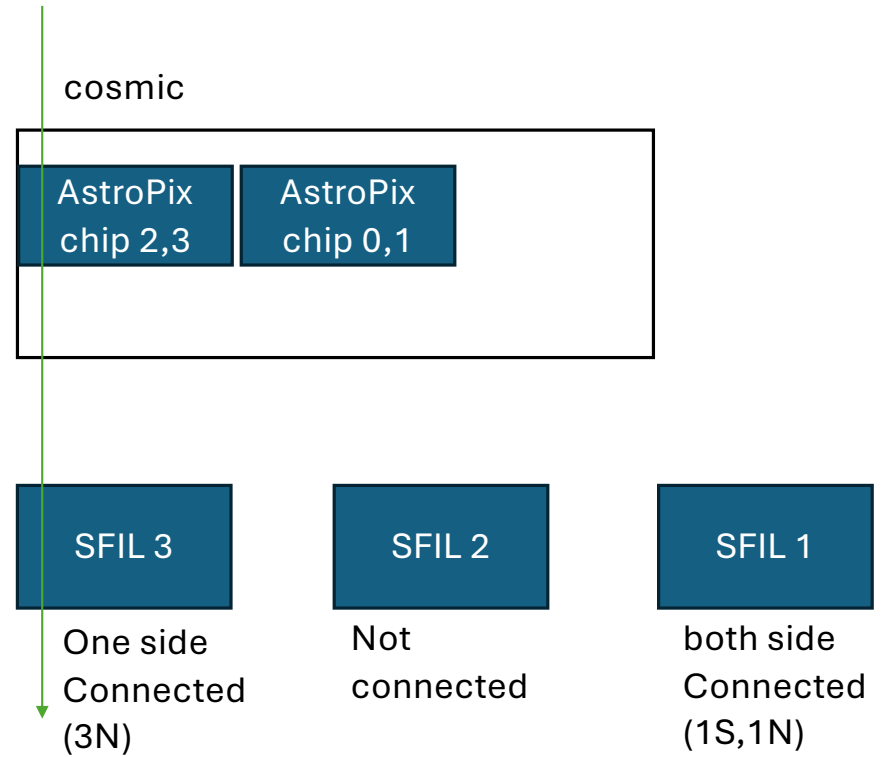 cosmic
AstroPix
chip 2,3
AstroPix
chip 0,1
SFIL 3
SFIL 2
SFIL 1
One side
Connected
(3N)
Not
connected
both side
Connected
(1S,1N)